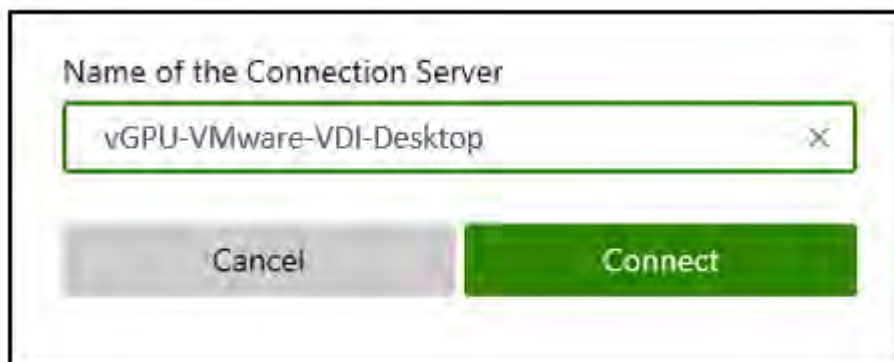 Name of the Connection Server
vGPU-VMware-VDI-Desktop
Cancel
Connect